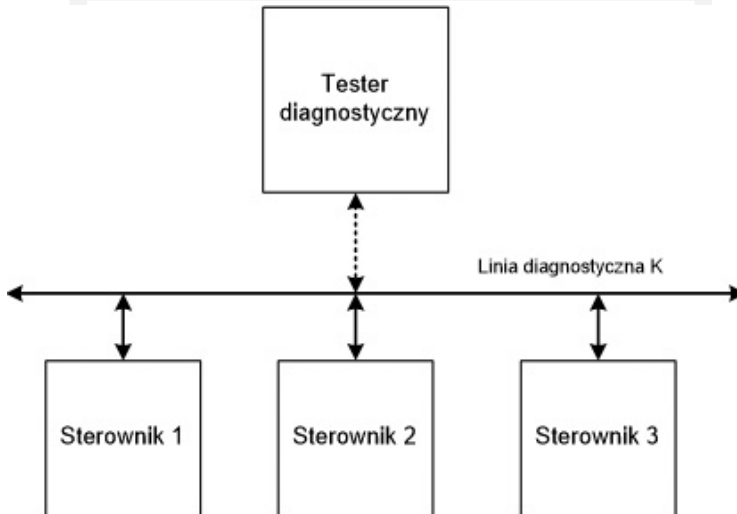 Tester
diagnostyczny
Linia diagnostyczna K
Sterownik 1
Sterownik 2
Sterownik 3